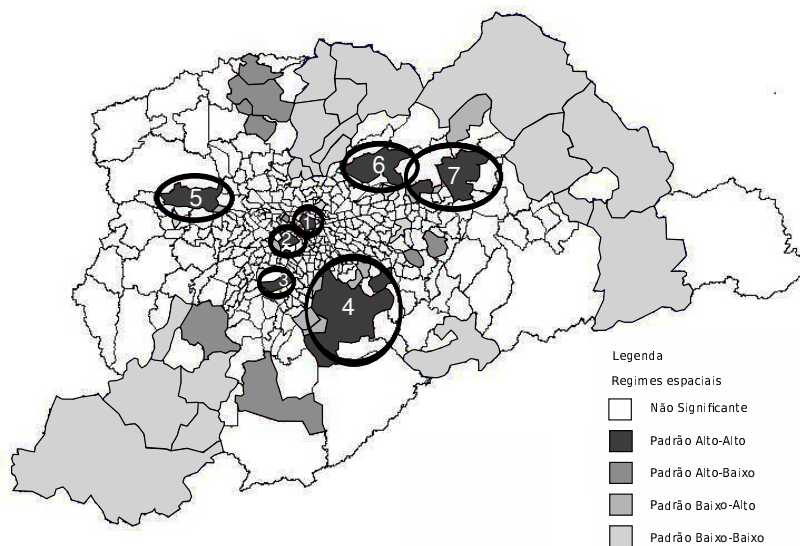 6
7
5
1
2
3
4
Legenda
Regimes espaciais
Não Significante
Padrão Alto-Alto
Padrão Alto-Baixo
Padrão Baixo-Alto
Padrão Baixo-Baixo